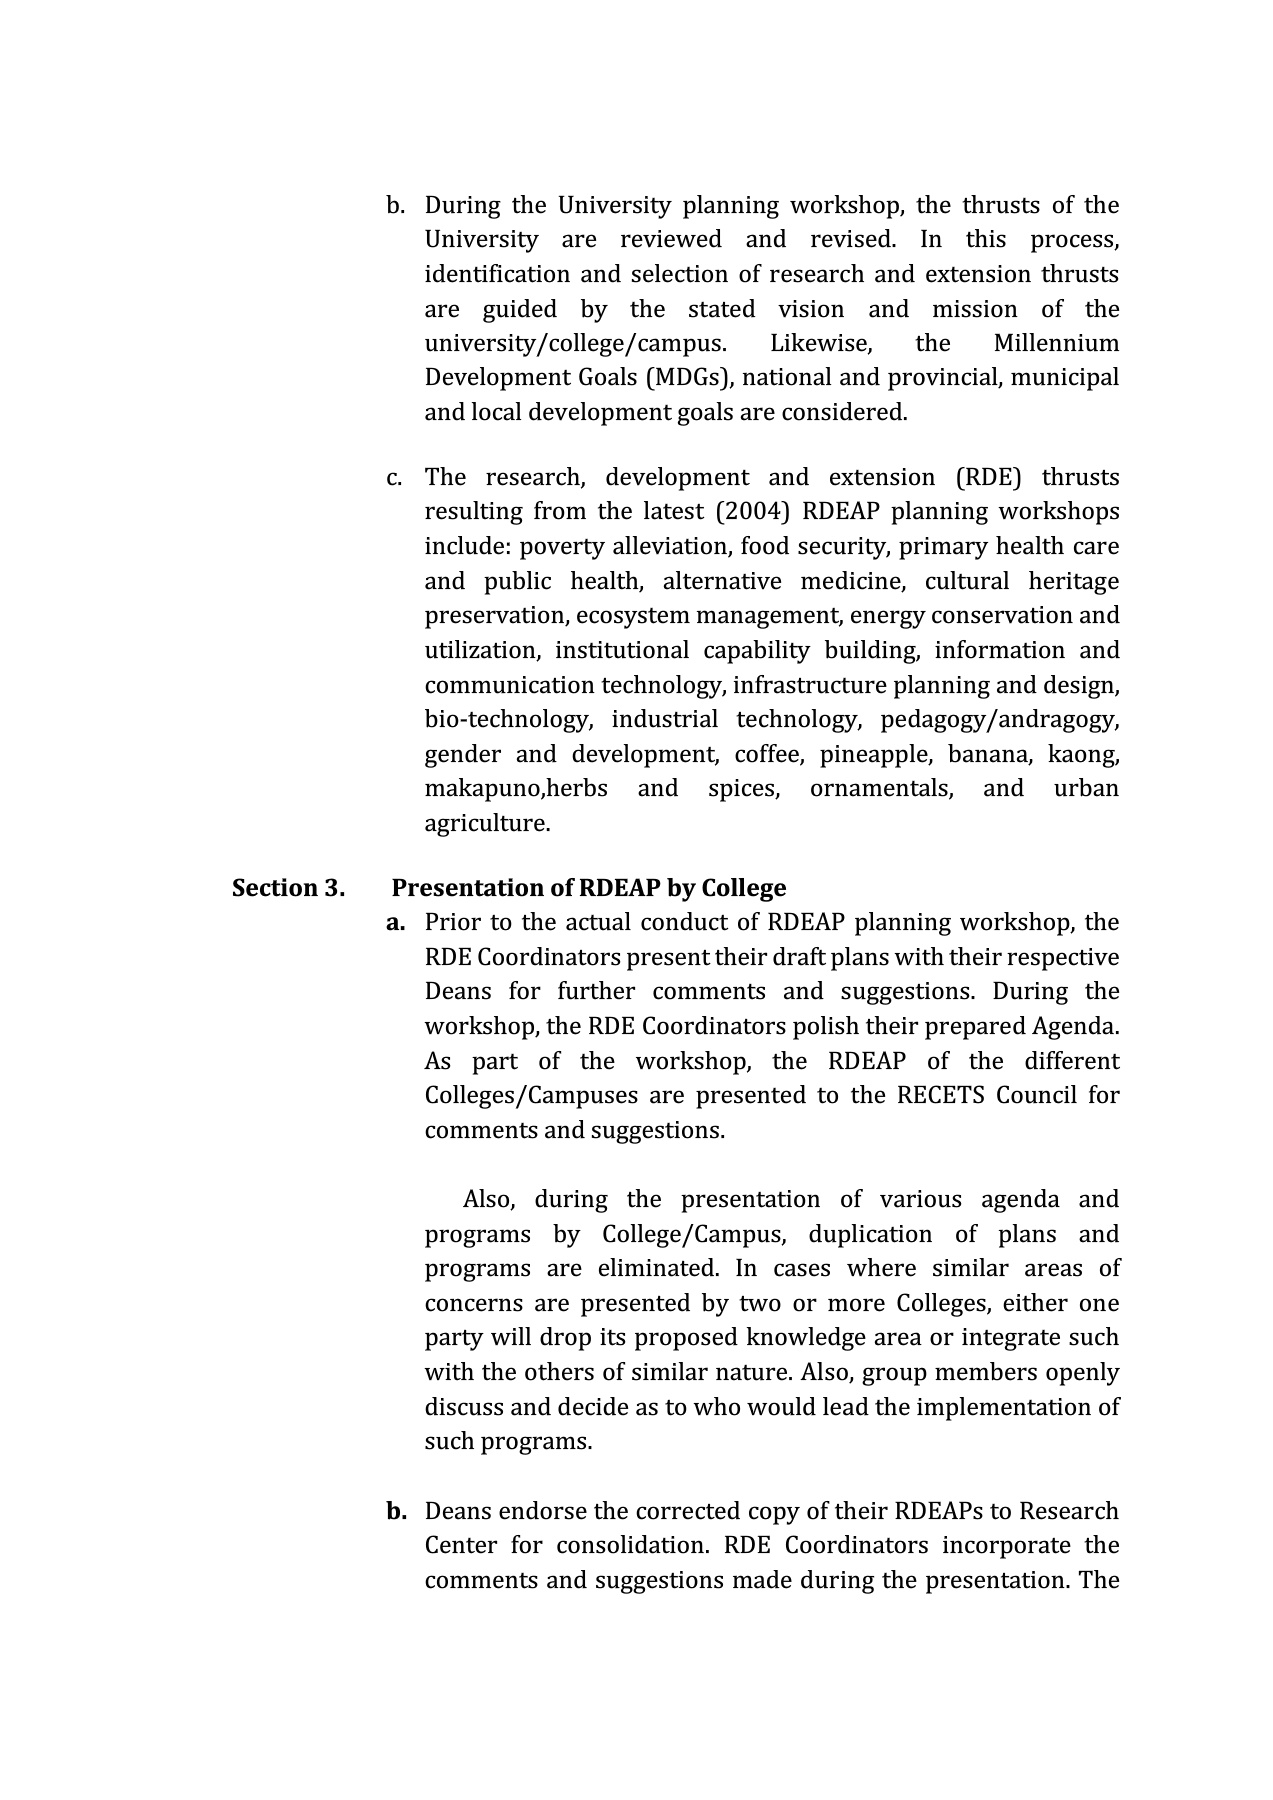 b. During the University planning workshop, the thrusts of the
University are reviewed and revised. In this process,
identification and selection of research and extension thrusts
are guided by the stated vision and mission of the
university/college/campus. Likewise, the Millennium
Development Goals (MDGs), national and provincial, municipal
and local development goals are considered.
c. The research, development and extension (RDE) thrusts
resulting from the latest (2004) RDEAP planning workshops
include: poverty alleviation, food security, primary health care
and public health, alternative medicine, cultural heritage
preservation, ecosystem management, energy conservation and
utilization, institutional capability building, information and
communication technology, infrastructure planning and design,
bio-technology, industrial technology, pedagogy/andragogy,
gender and development, coffee, pineapple, banana, kaong,
makapuno,herbs and spices, ornamentals, and urban
agriculture.
Section 3. Presentation of RDEAP by College
a. Prior to the actual conduct of RDEAP planning workshop, the
RDE Coordinators present their draft plans with their respective
Deans for further comments and suggestions. During the
workshop, the RDE Coordinators polish their prepared Agenda.
As part of the workshop, the RDEAP of the different
Colleges/Campuses are presented to the RECETS Council for
comments and suggestions.
Also, during the presentation of various agenda and
programs by College/Campus, duplication of plans and
programs are eliminated. In cases where similar areas of
concerns are presented by two or more Colleges, either one
party will drop its proposed knowledge area or integrate such
with the others of similar nature. Also, group members openly
discuss and decide as to who would lead the implementation of
such programs.
b. Deans endorse the corrected copy of their RDEAPs to Research
Center for consolidation. RDE Coordinators incorporate the
comments and suggestions made during the presentation. The